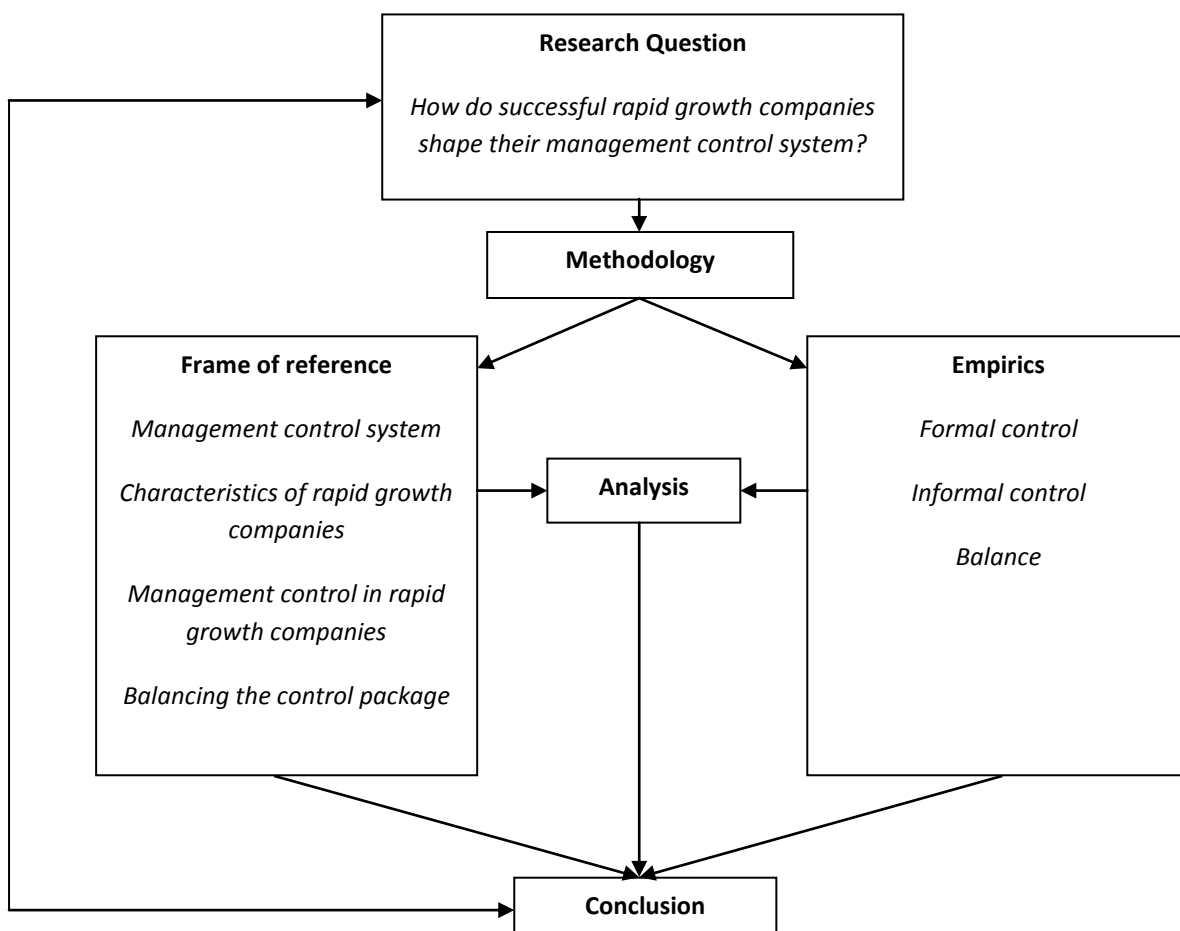 Research Question
How do successful rapid growth companies
shape their management control system?
Methodology
Frame of reference
Management control system
Characteristics of rapid growth
companies
Management control in rapid
growth companies
Balancing the control package
Empirics
Formal control
Informal control
Balance
Analysis
Conclusion